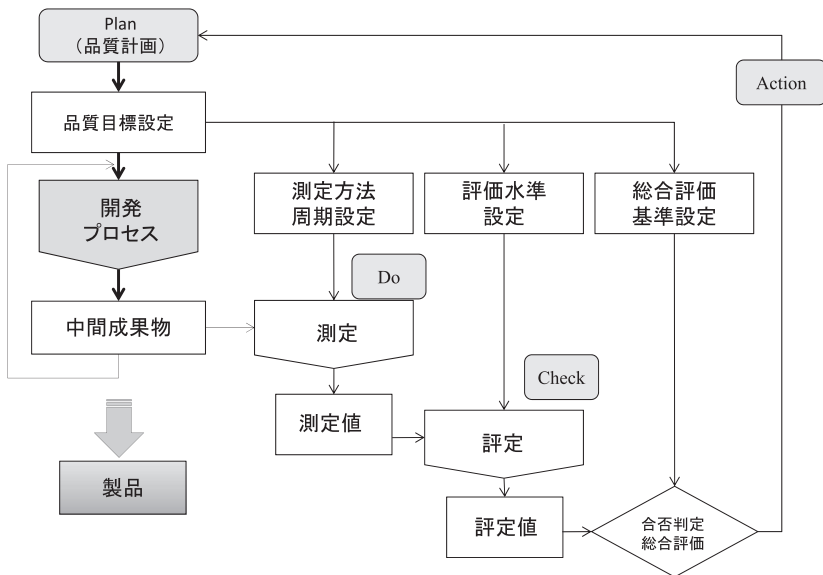 Plan
（品質計画）
Action
品質目標設定
測定方法
周期設定
評価水準
設定
総合評価
基準設定
開発
プロセス
Do
中間成果物
測定
Check
測定値
評定
製品
評定値
合否判定
総合評価